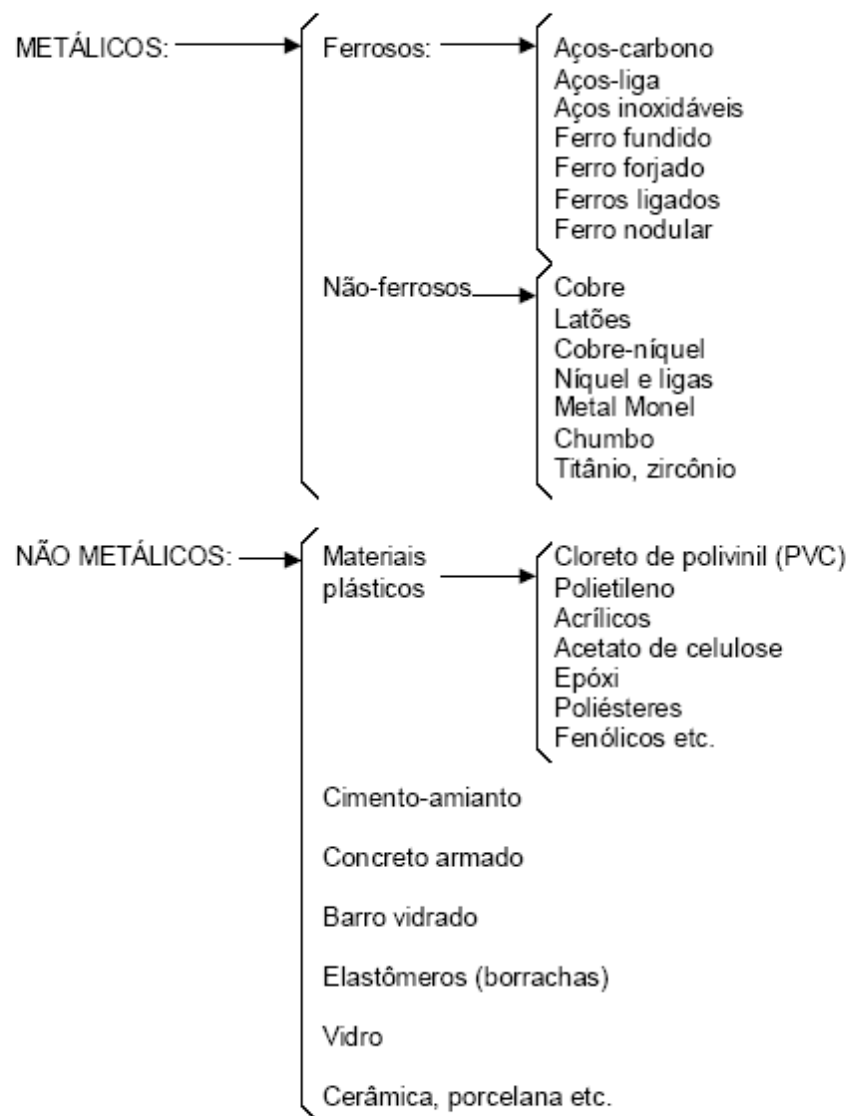 METÁLICOS:
Ferrosos:
Aços-carbono
Aços-liga
Aços inoxidáveis
Ferro fundido
Ferro forjado
Ferros ligados
Ferro nodular
Não-ferrosos
Cobre
Latões
Cobre-níquel
Níquel e ligas
Metal Monel
Chumbo
Titânio, zircônio
NÃO METÁLICOS:
Materiais
plásticos
Cloreto de polivinil (PVC)
Polietileno
Acrílicos
Acetato de celulose
Epóxi
Poliésteres
Fenólicos etc.
Cimento-amianto
Concreto armado
Barro vidrado
Elastômeros (borrachas)
Vidro
Cerâmica, porcelana etc.